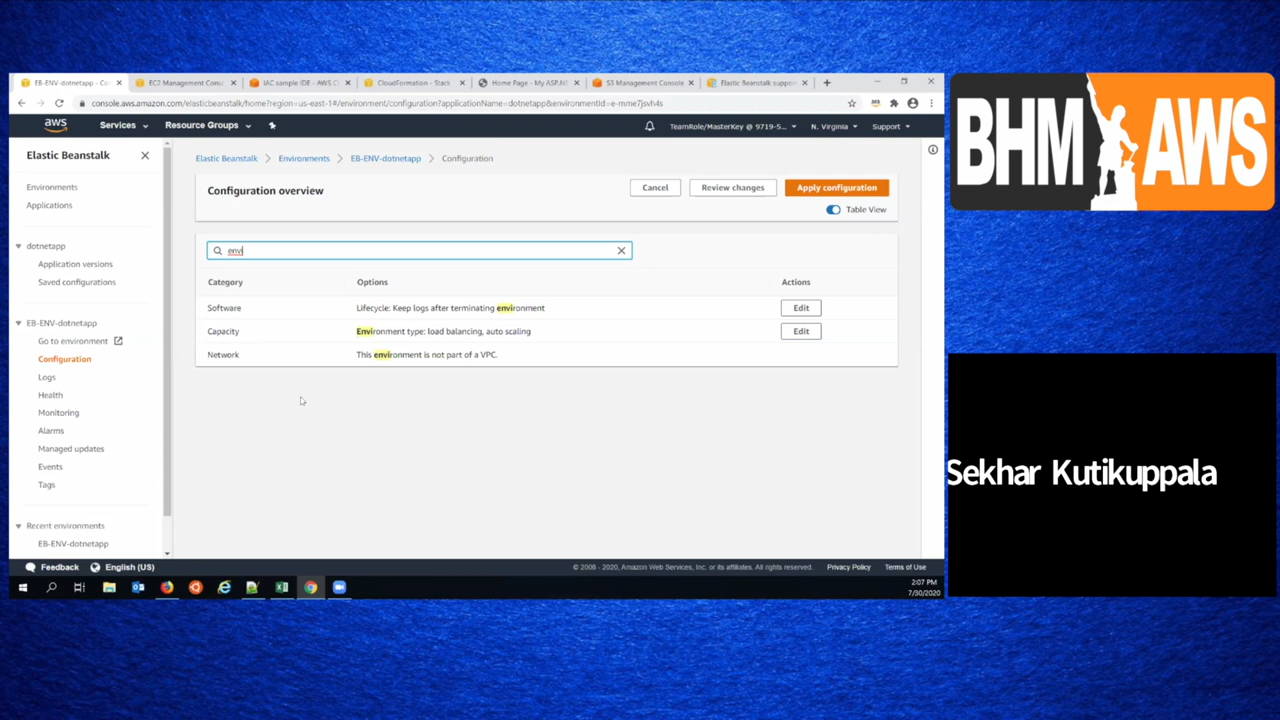 EB-ENV-dotnetapp - Co
EC2 Management Cons
IAC sample IDE - AWS C
CloudFormation - Stack
Home Page - My ASP.N
S3 Management Console
Elastic Beanstalk suppor
console.aws.amazon.com/elasticbeanstalk/home?region=us-east-1#/environment/configuration?applicationName=dotnetapp&environmentId=e-mme7jsvh4s
aws
Services
Resource Groups
TeamRole/MasterKey @ 9719-5...
N. Virginia
Support
Elastic Beanstalk
Environments
Applications
dotnetapp
Application versions
Saved configurations
EB-ENV-dotnetapp
Go to environment
Configuration
Logs
Health
Monitoring
Alarms
Managed updates
Events
Tags
Recent environments
EB-ENV-dotnetapp
Elastic Beanstalk
Environments
EB-ENV-dotnetapp
Configuration
Configuration overview
Cancel
Review changes
Apply configuration
Table View
envi
Category Options Actions
Software Lifecycle: Keep logs after terminating environment Edit
Capacity Environment type: load balancing, auto scaling Edit
Network This environment is not part of a VPC.
Feedback
English (US)
© 2008 - 2020, Amazon Web Services, Inc. or its affiliates. All rights reserved.
Privacy Policy
Terms of Use
2:07 PM
7/30/2020
BHM AWS
Sekhar Kutikuppala